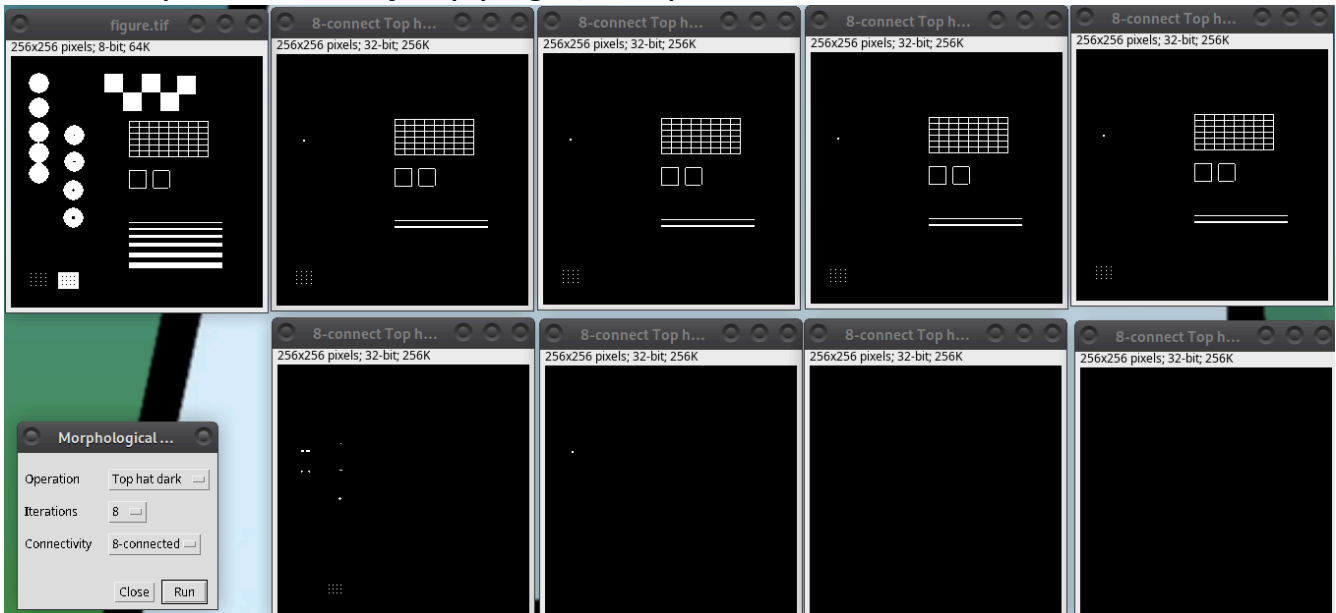 figure.tif
256x256 pixels; 8-bit; 64K
8-connect Top h...
256x256 pixels; 32-bit; 256K
8-connect Top h...
256x256 pixels; 32-bit; 256K
8-connect Top h...
256x256 pixels; 32-bit; 256K
8-connect Top h...
256x256 pixels; 32-bit; 256K
8-connect Top h...
256x256 pixels; 32-bit; 256K
8-connect Top h...
256x256 pixels; 32-bit; 256K
8-connect Top h...
256x256 pixels; 32-bit; 256K
8-connect Top h...
256x256 pixels; 32-bit; 256K
Morphological ...
Operation Top hat dark
Iterations 8
Connectivity 8-connected
Close Run